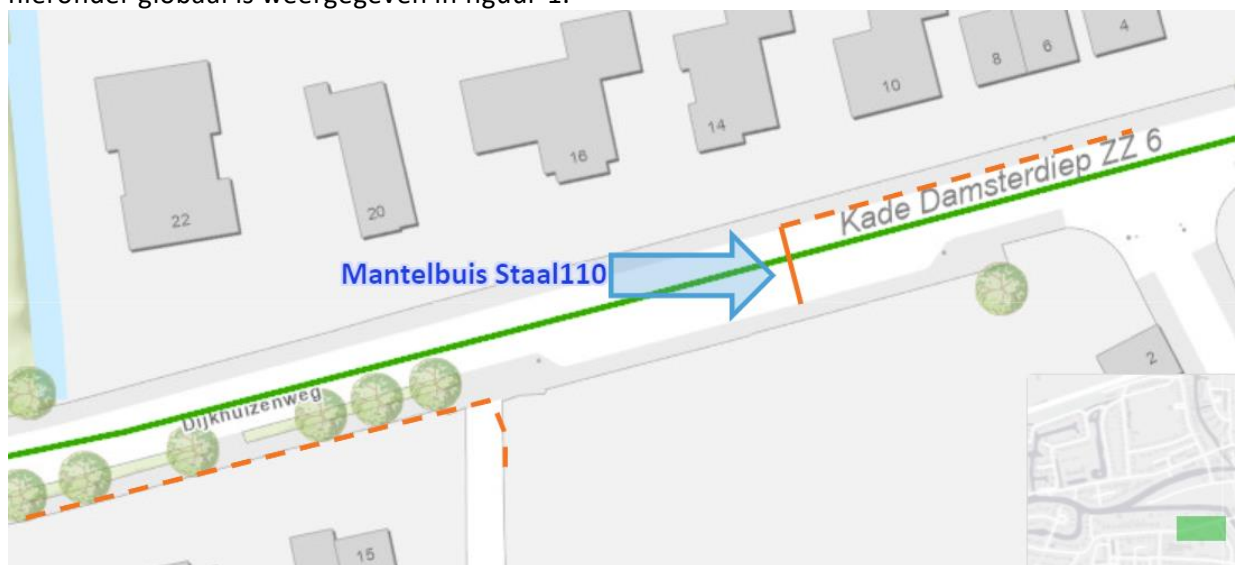 hieronder globaal is weergegeven in figuur 1.
4
8
6
10
14
16
22
20
Kade Damsterdiep ZZ 6
Mantelbuis Staal110
2
Dijkhuizenweg
15